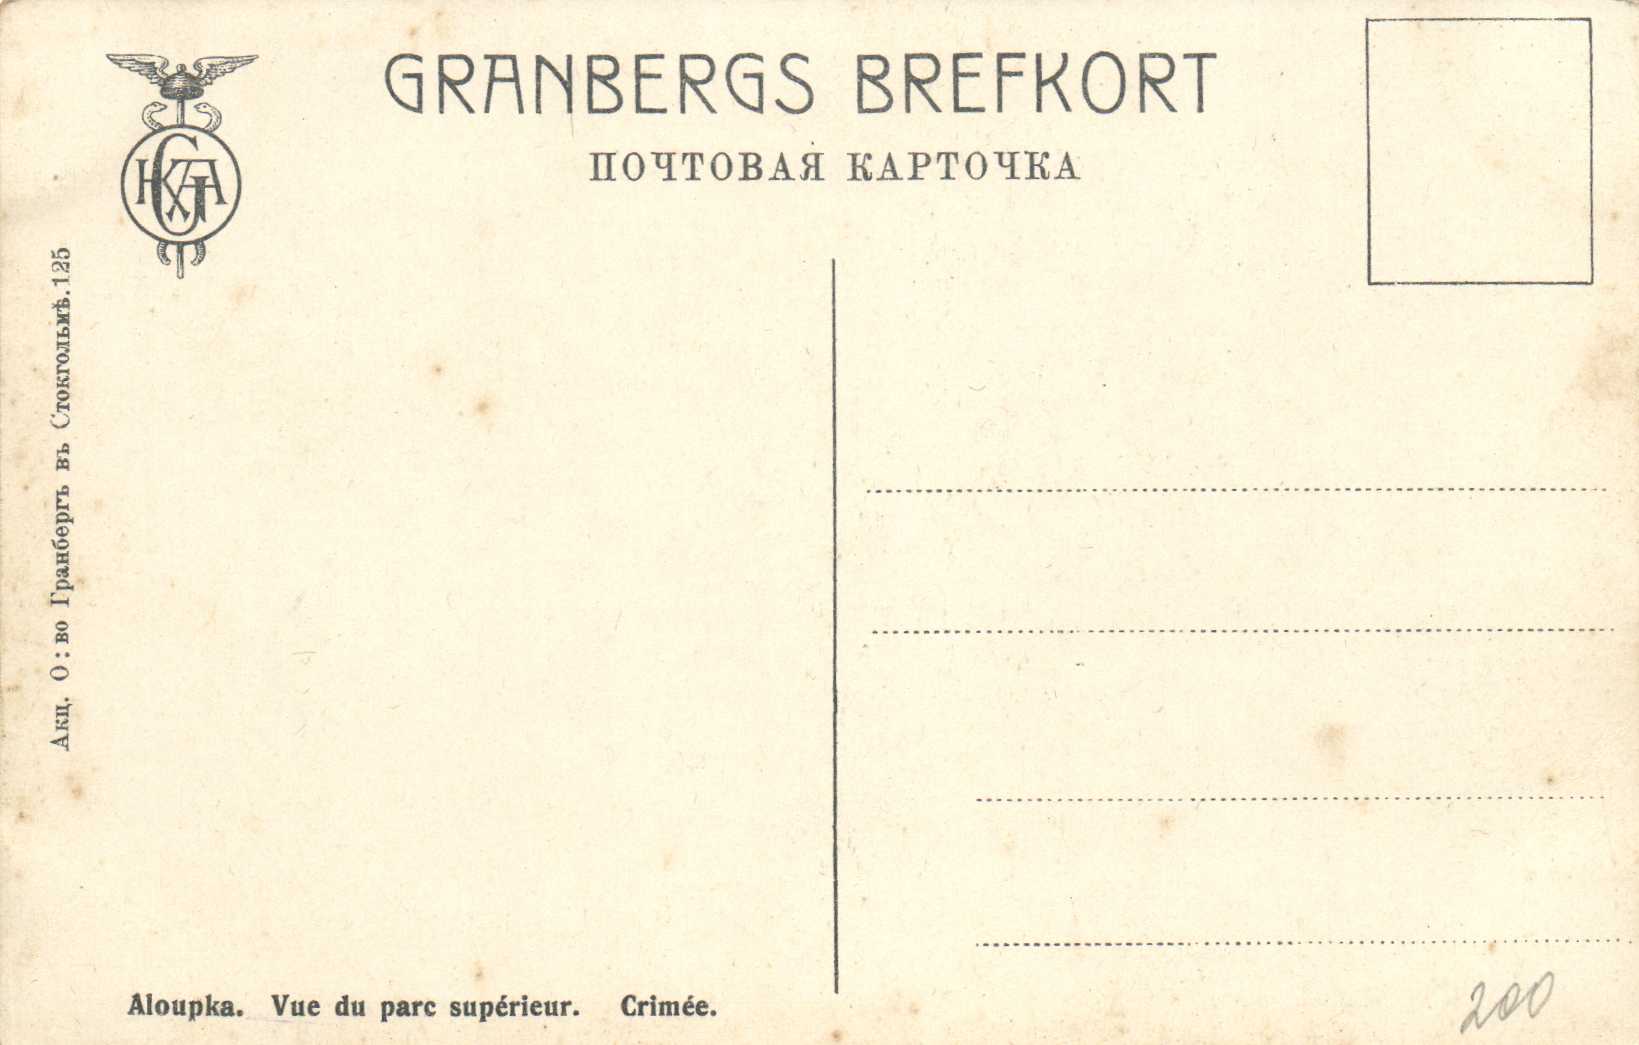 GRANBERGS BREFKORT
ПОЧТОВАЯ КАРТОЧКА
Акц. О:во Гранбергъ въ Стокгольмѣ.125
Aloupka. Vue du parc supérieur. Crimée.
200